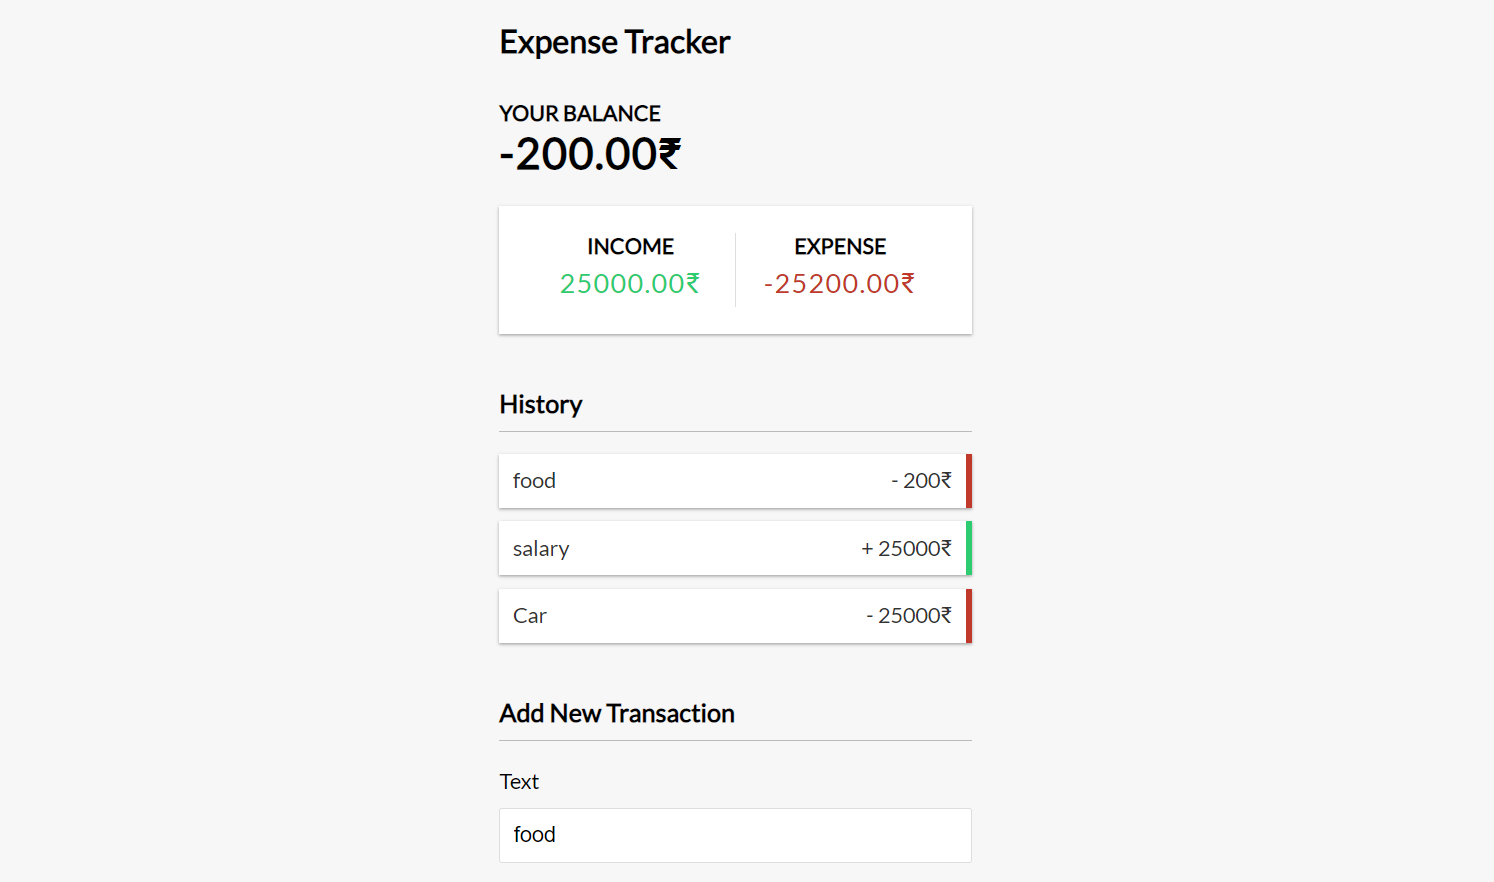 Expense Tracker
YOUR BALANCE
-200.00₹
INCOME EXPENSE
25000.00₹ -25200.00₹
History
food - 200₹
salary + 25000₹
Car - 25000₹
Add New Transaction
Text
food